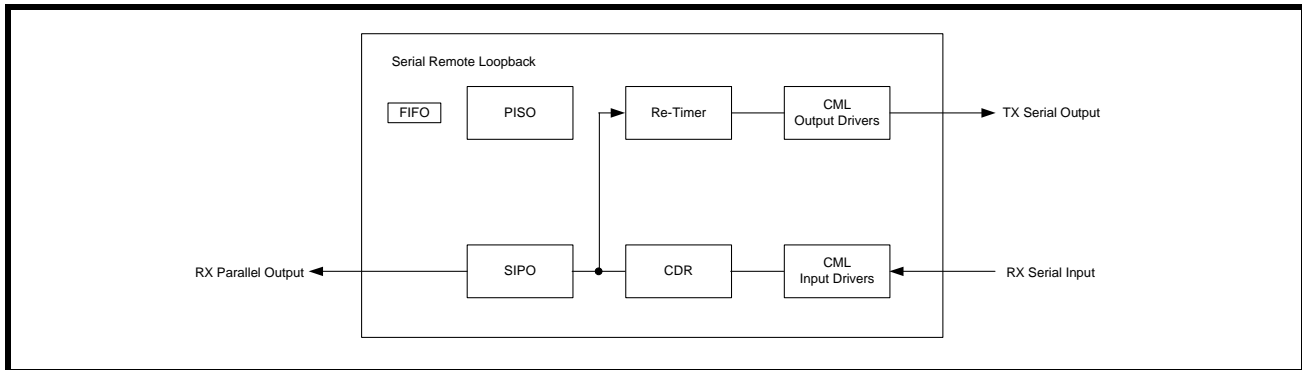 Serial Remote Loopback
FIFO
PISO
Re-Timer
CML
Output Drivers
TX Serial Output
RX Parallel Output
SIPO
CDR
CML
Input Drivers
RX Serial Input